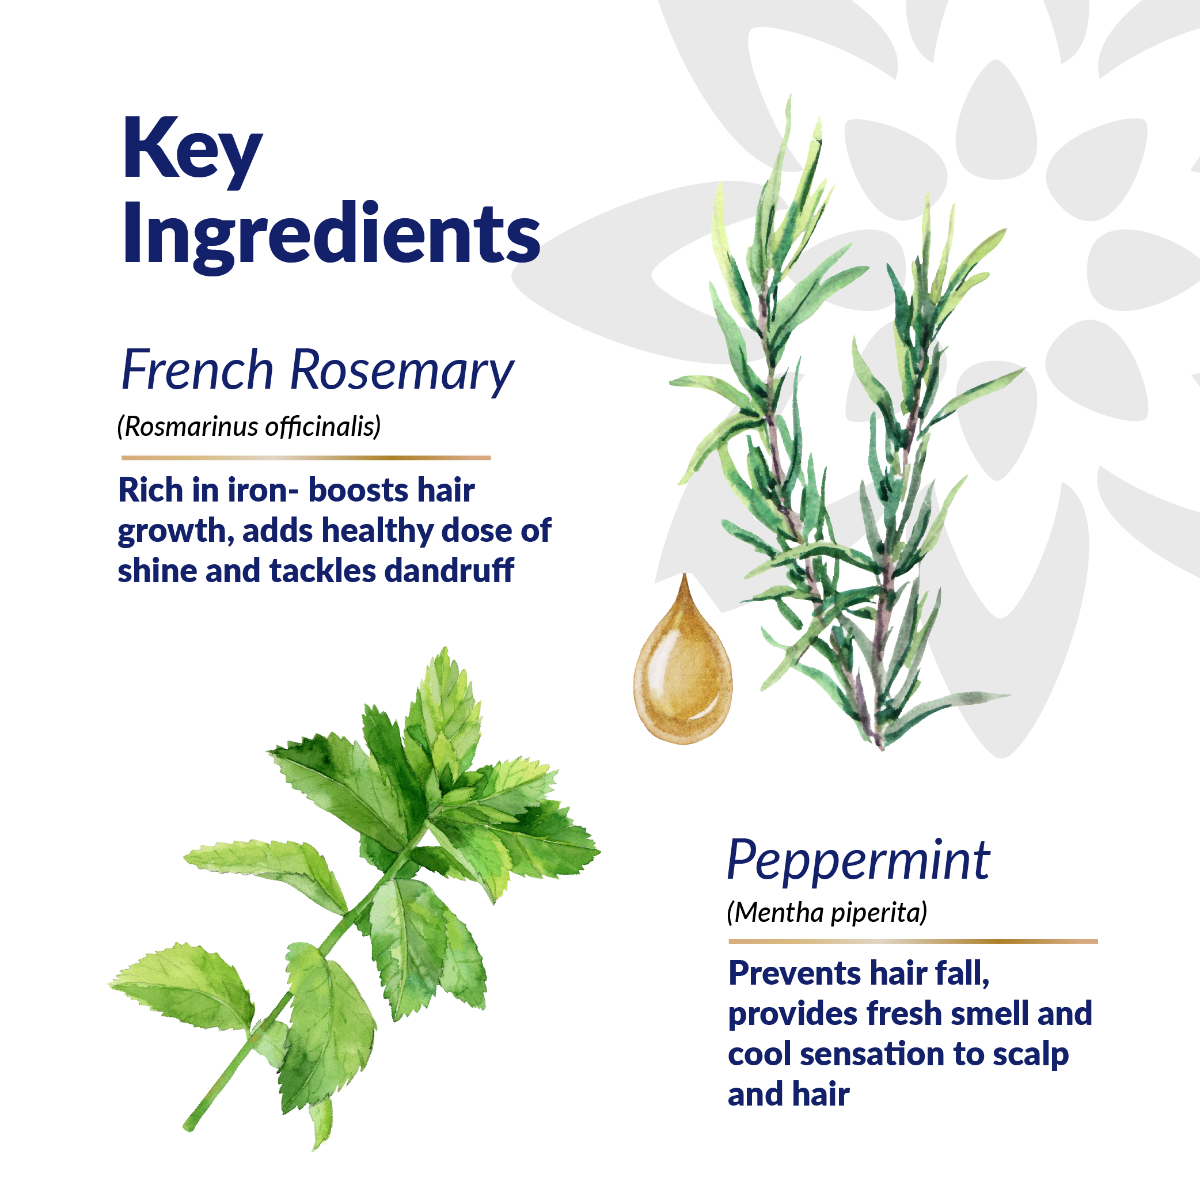 Key
Ingredients
French Rosemary
(Rosmarinus officinalis)
Rich in iron- boosts hair
growth, adds healthy dose of
shine and tackles dandruff
Peppermint
(Mentha piperita)
Prevents hair fall,
provides fresh smell and
cool sensation to scalp
and hair